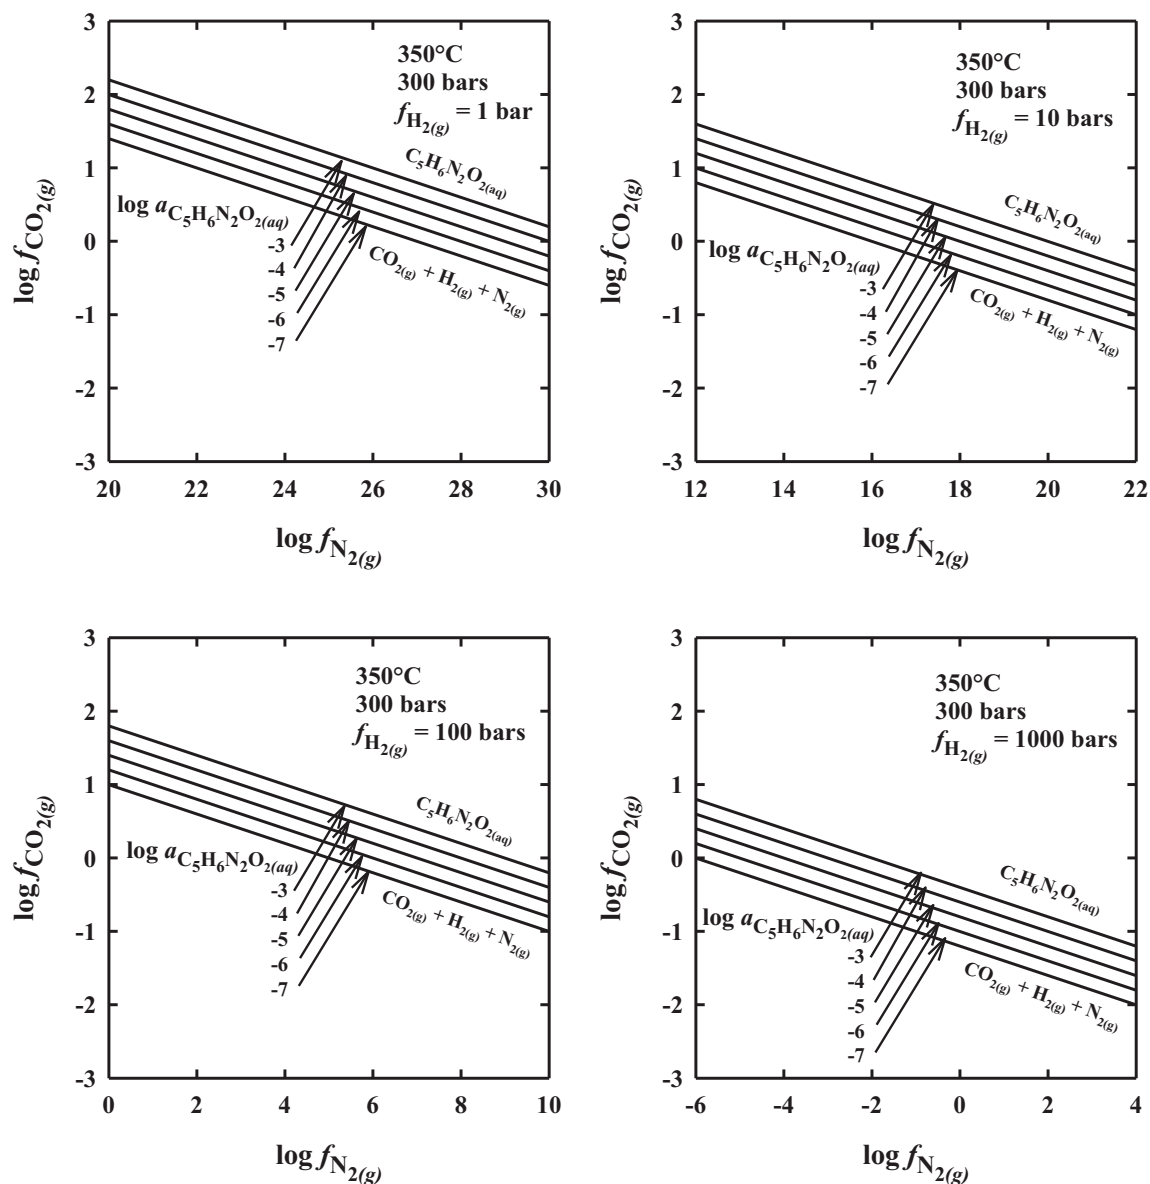 3
2
1
0
-1
-2
-3
log fCO2(g)
350°C
300 bars
fH2(g) = 1 bar
C5H6N2O2(aq)
log aC5H6N2O2(aq)
-3
-4
-5
-6
-7
CO2(g) + H2(g) + N2(g)
20 22 24 26 28 30
log fN2(g)
3
2
1
0
-1
-2
-3
log fCO2(g)
350°C
300 bars
fH2(g) = 10 bars
C5H6N2O2(aq)
log aC5H6N2O2(aq)
-3
-4
-5
-6
-7
CO2(g) + H2(g) + N2(g)
12 14 16 18 20 22
log fN2(g)
3
2
1
0
-1
-2
-3
log fCO2(g)
350°C
300 bars
fH2(g) = 100 bars
C5H6N2O2(aq)
log aC5H6N2O2(aq)
-3
-4
-5
-6
-7
CO2(g) + H2(g) + N2(g)
0 2 4 6 8 10
log fN2(g)
3
2
1
0
-1
-2
-3
log fCO2(g)
350°C
300 bars
fH2(g) = 1000 bars
C5H6N2O2(aq)
log aC5H6N2O2(aq)
-3
-4
-5
-6
-7
CO2(g) + H2(g) + N2(g)
-6 -4 -2 0 2 4
log fN2(g)